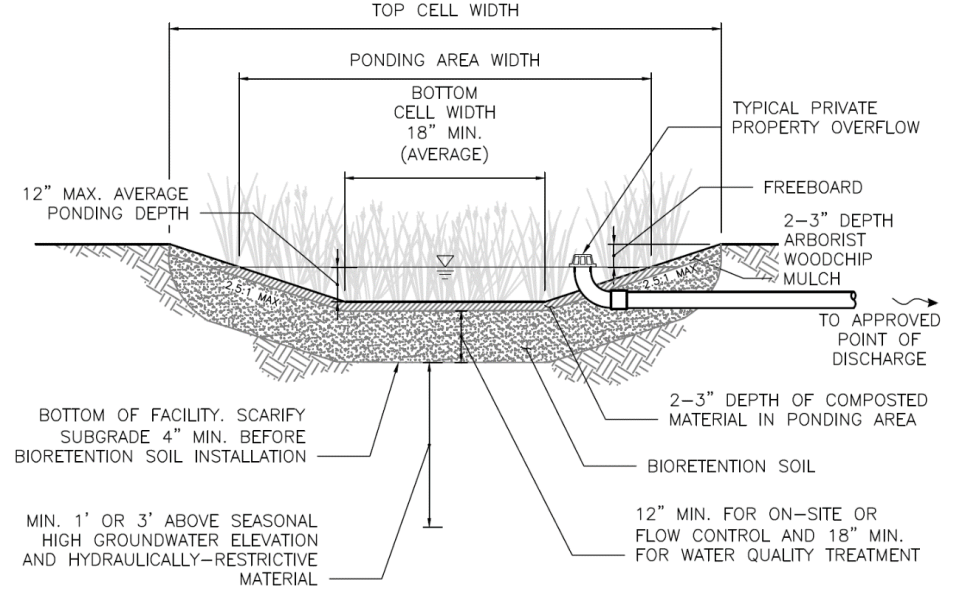 TOP CELL WIDTH
PONDING AREA WIDTH
BOTTOM
CELL WIDTH
18" MIN.
(AVERAGE)
TYPICAL PRIVATE
PROPERTY OVERFLOW
12" MAX. AVERAGE
PONDING DEPTH
FREEBOARD
2–3" DEPTH
ARBORIST
WOODCHIP
MULCH
2.5:1 MAX
2.5:1 MAX
TO APPROVED
POINT OF
DISCHARGE
BOTTOM OF FACILITY. SCARIFY
SUBGRADE 4" MIN. BEFORE
BIORETENTION SOIL INSTALLATION
2–3" DEPTH OF COMPOSTED
MATERIAL IN PONDING AREA
BIORETENTION SOIL
MIN. 1' OR 3' ABOVE SEASONAL
HIGH GROUNDWATER ELEVATION
AND HYDRAULICALLY–RESTRICTIVE
MATERIAL
12" MIN. FOR ON–SITE OR
FLOW CONTROL AND 18" MIN.
FOR WATER QUALITY TREATMENT